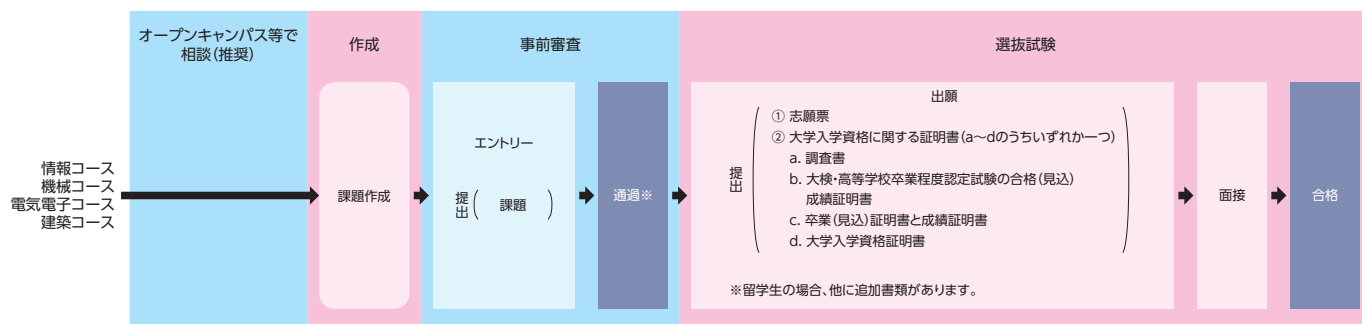 オープンキャンパス等で
相談(推奨)
作成
事前審査
選抜試験
情報コース
機械コース
電気電子コース
建築コース
課題作成
エントリー
提出(課題)
通過※
出願
提出
① 志願票
② 大学入学資格に関する証明書(a～dのうちいずれか一つ)
a. 調査書
b. 大検・高等学校卒業程度認定試験の合格(見込)
成績証明書
c. 卒業(見込)証明書と成績証明書
d. 大学入学資格証明書
※留学生の場合、他に追加書類があります。
面接
合格